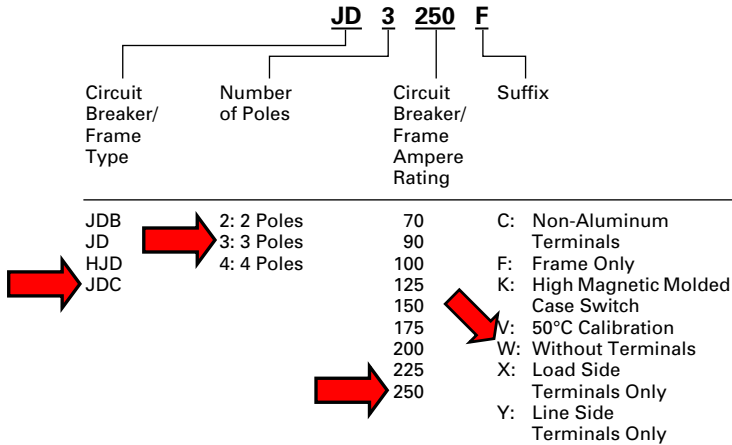 JD 3 250 F
Circuit Breaker/ Frame Type
Number of Poles
Circuit Breaker/ Frame Ampere Rating
Suffix
JDB
JD
HJD
JDC
2: 2 Poles
3: 3 Poles
4: 4 Poles
70
90
100
125
150
175
200
225
250
C: Non-Aluminum
Terminals
F: Frame Only
K: High Magnetic Molded
Case Switch
V: 50°C Calibration
W: Without Terminals
X: Load Side
Terminals Only
Y: Line Side
Terminals Only